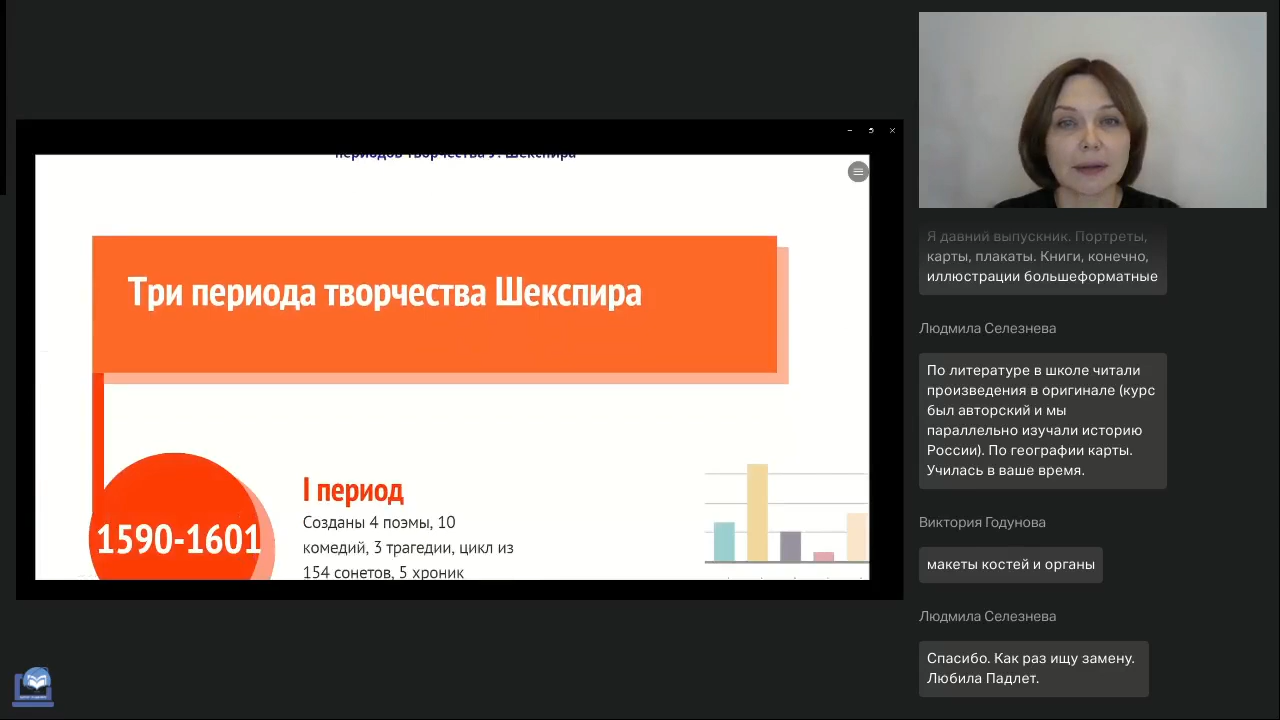 периодов творчества У. Шекспира
Три периода творчества Шекспира
1590-1601
I период
Созданы 4 поэмы, 10
комедий, 3 трагедии, цикл из
154 сонетов, 5 хроник
Я давний выпускник. Портреты,
карты, плакаты. Книги, конечно,
иллюстрации большеформатные
Людмила Селезнева
По литературе в школе читали
произведения в оригинале (курс
был авторский и мы
параллельно изучали историю
России). По географии карты.
Училась в ваше время.
Виктория Годунова
макеты костей и органы
Людмила Селезнева
Спасибо. Как раз ищу замену.
Любила Падлет.